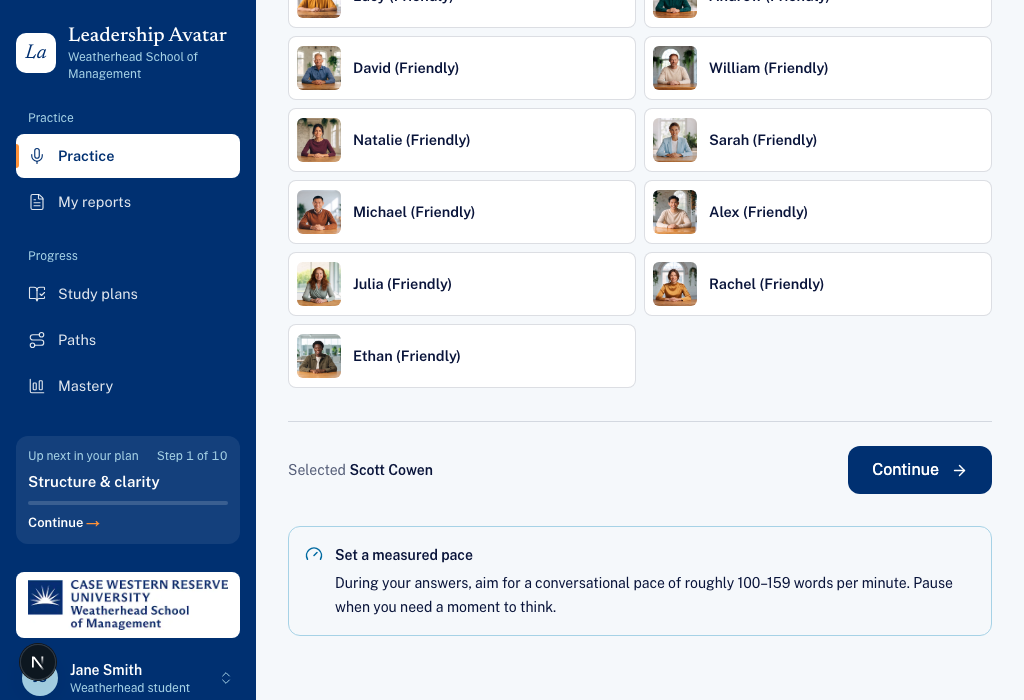 La
Leadership Avatar
Weatherhead School of
Management
Practice
Practice
My reports
Progress
Study plans
Paths
Mastery
Up next in your plan
Step 1 of 10
Structure & clarity
Continue →
CASE WESTERN RESERVE
UNIVERSITY
Weatherhead School
of Management
N
Jane Smith
Weatherhead student
David (Friendly)
William (Friendly)
Natalie (Friendly)
Sarah (Friendly)
Michael (Friendly)
Alex (Friendly)
Julia (Friendly)
Rachel (Friendly)
Ethan (Friendly)
Selected Scott Cowen
Continue →
Set a measured pace
During your answers, aim for a conversational pace of roughly 100–159 words per minute. Pause
when you need a moment to think.